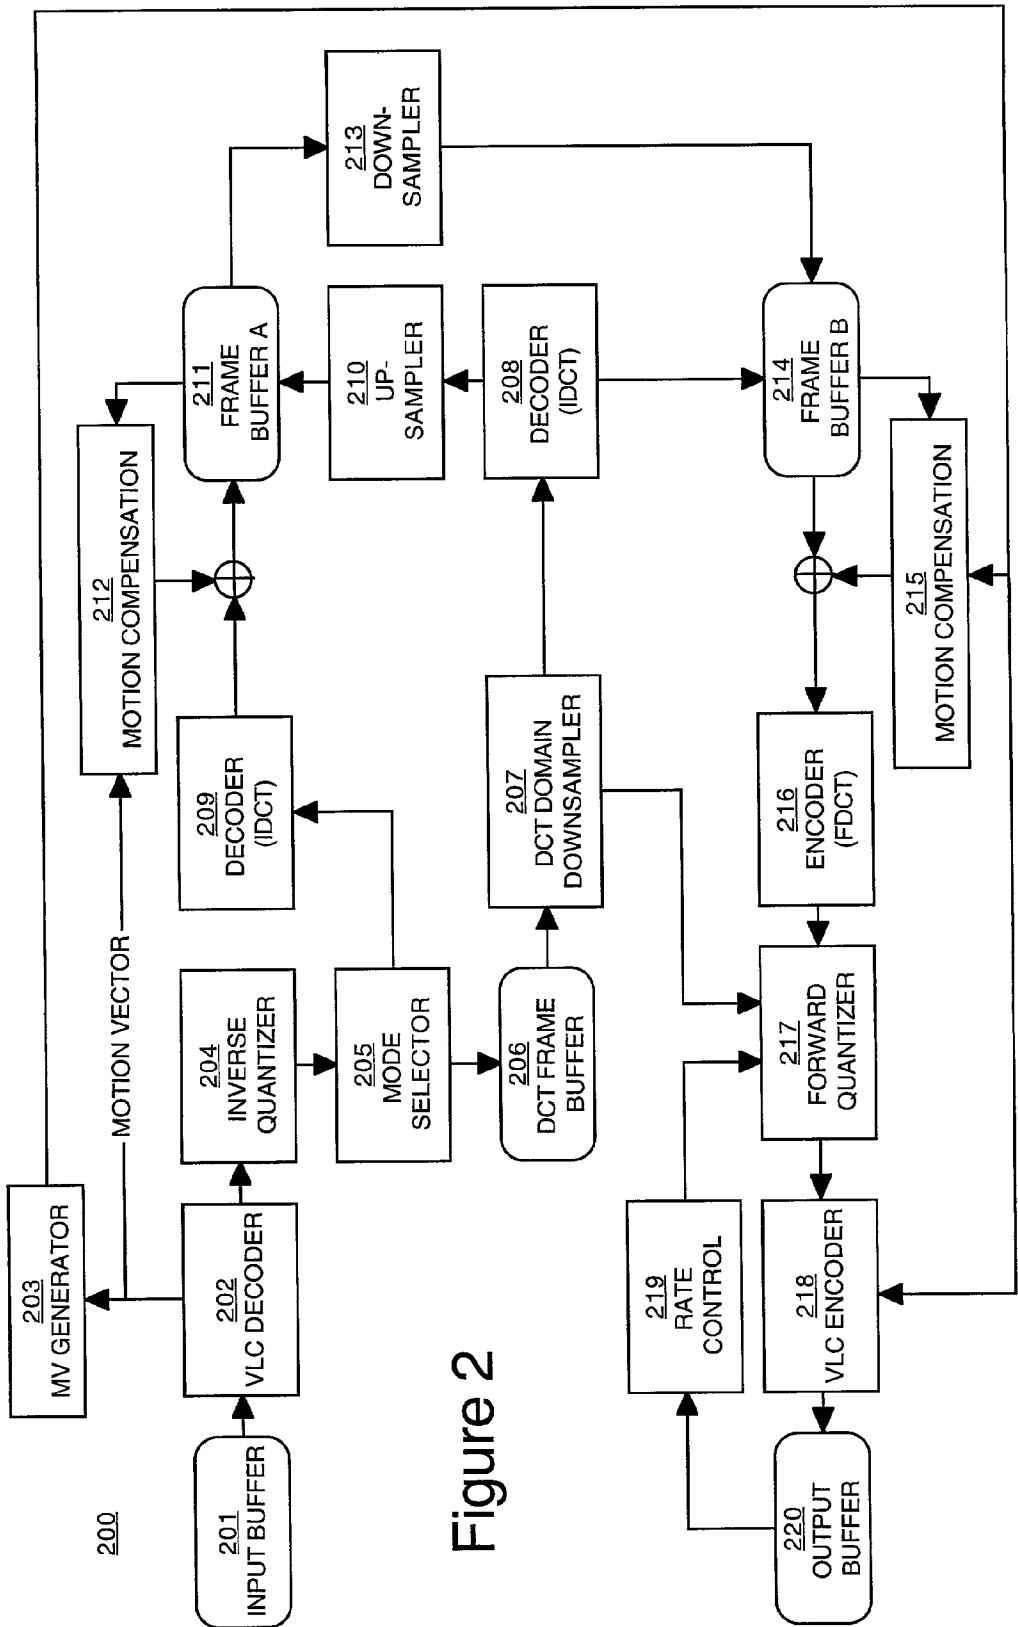 200
201
INPUT BUFFER
202
VLC DECODER
203
MV GENERATOR
MOTION VECTOR
204
INVERSE
QUANTIZER
205
MODE
SELECTOR
206
DCT FRAME
BUFFER
207
DCT DOMAIN
DOWNSAMPLER
208
DECODER
(IDCT)
209
DECODER
(IDCT)
210
UP-
SAMPLER
211
FRAME
BUFFER A
212
MOTION COMPENSATION
213
DOWN-
SAMPLER
214
FRAME
BUFFER B
215
MOTION COMPENSATION
216
ENCODER
(FDCT)
217
FORWARD
QUANTIZER
218
VLC ENCODER
219
RATE
CONTROL
220
OUTPUT
BUFFER
Figure 2